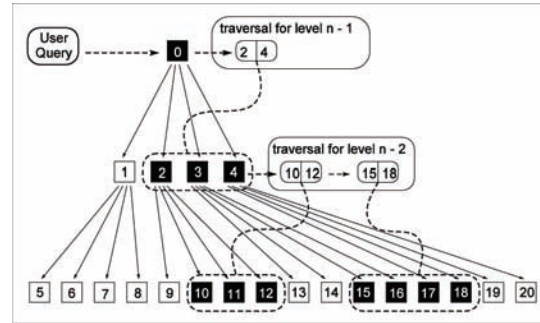 User
Query
0
traversal for level n - 1
2 4
1 2 3 4
traversal for level n - 2
10 12 15 18
5 6 7 8 9 10 11 12 13 14 15 16 17 18 19 20